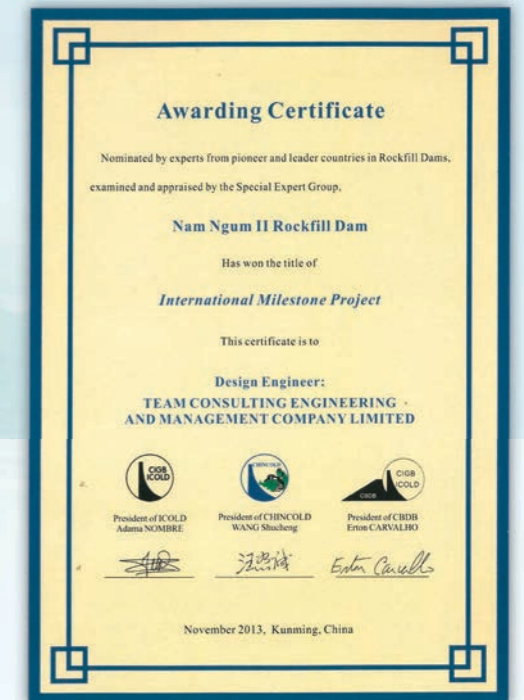 Awarding Certificate
Nominated by experts from pioneer and leader countries in Rockfill Dams,
examined and appraised by the Special Expert Group,
Nam Ngum II Rockfill Dam
Has won the title of
International Milestone Project
This certificate is to
Design Engineer:
TEAM CONSULTING ENGINEERING
AND MANAGEMENT COMPANY LIMITED
CIGB
ICOLD
CHINCOLD
CIGB
ICOLD
CBDB
President of ICOLD
Adama NOMBRE
President of CHINCOLD
WANG Shucheng
President of CBDB
Erton CARVALHO
汪恕诚
Erton Carvalho
November 2013, Kunming, China